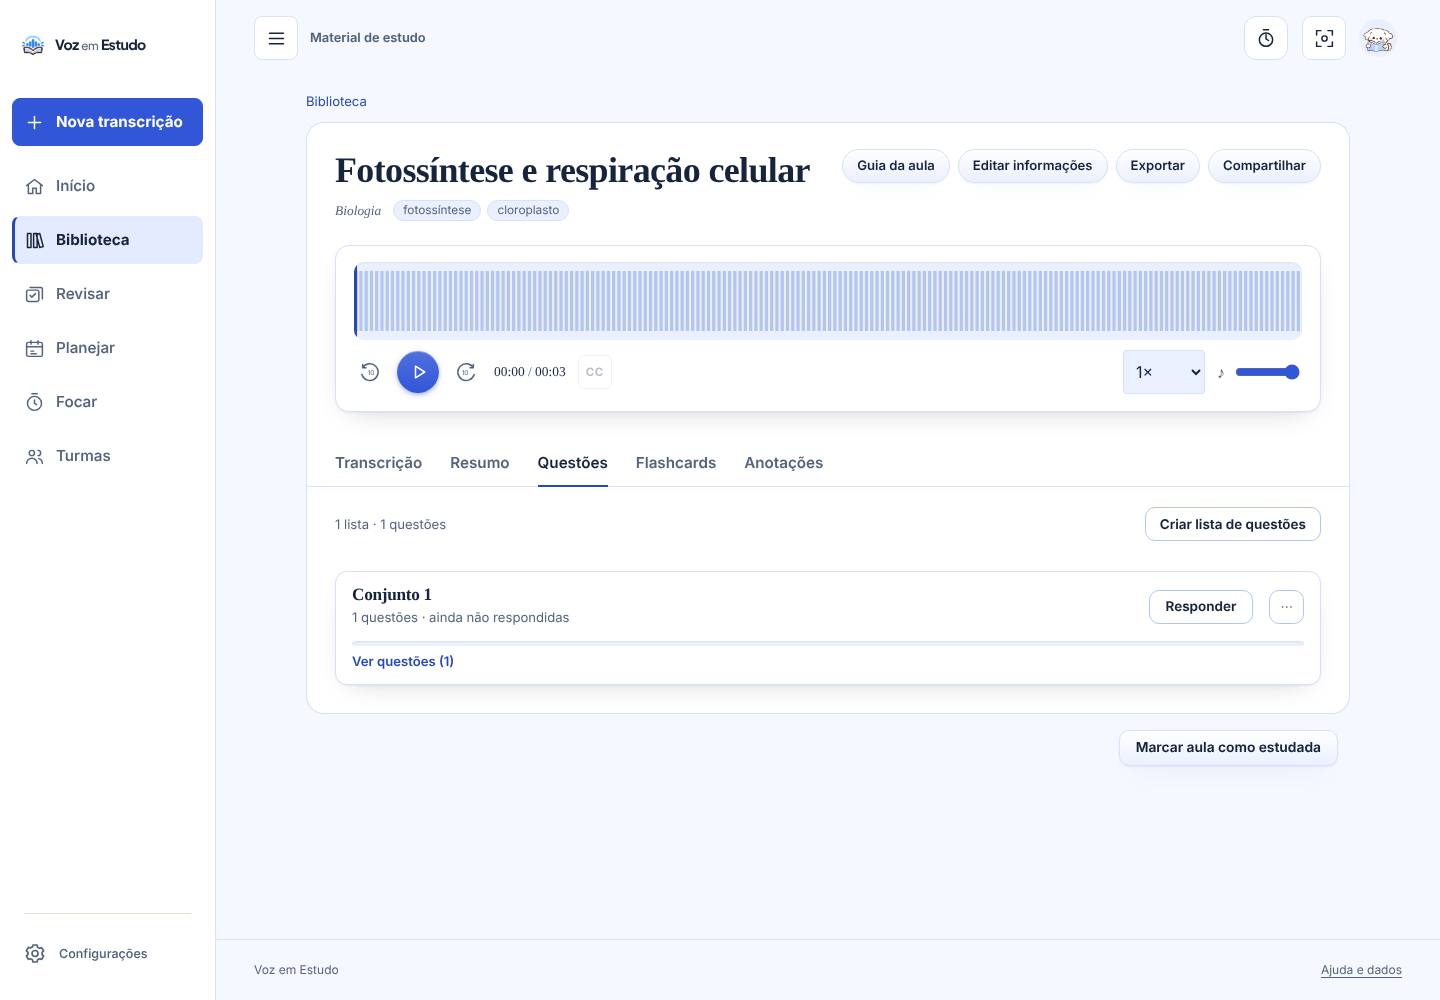 Voz em Estudo
Nova transcrição
Início
Biblioteca
Revisar
Planejar
Focar
Turmas
Configurações
Material de estudo
Biblioteca
Fotossíntese e respiração celular
Guia da aula
Editar informações
Exportar
Compartilhar
Biologia fotossíntese cloroplasto
10
10
00:00 / 00:03
CC
1×
♪
Transcrição Resumo Questões Flashcards Anotações
1 lista · 1 questões
Criar lista de questões
Conjunto 1
1 questões · ainda não respondidas
Responder
···
Ver questões (1)
Marcar aula como estudada
Voz em Estudo
Ajuda e dados